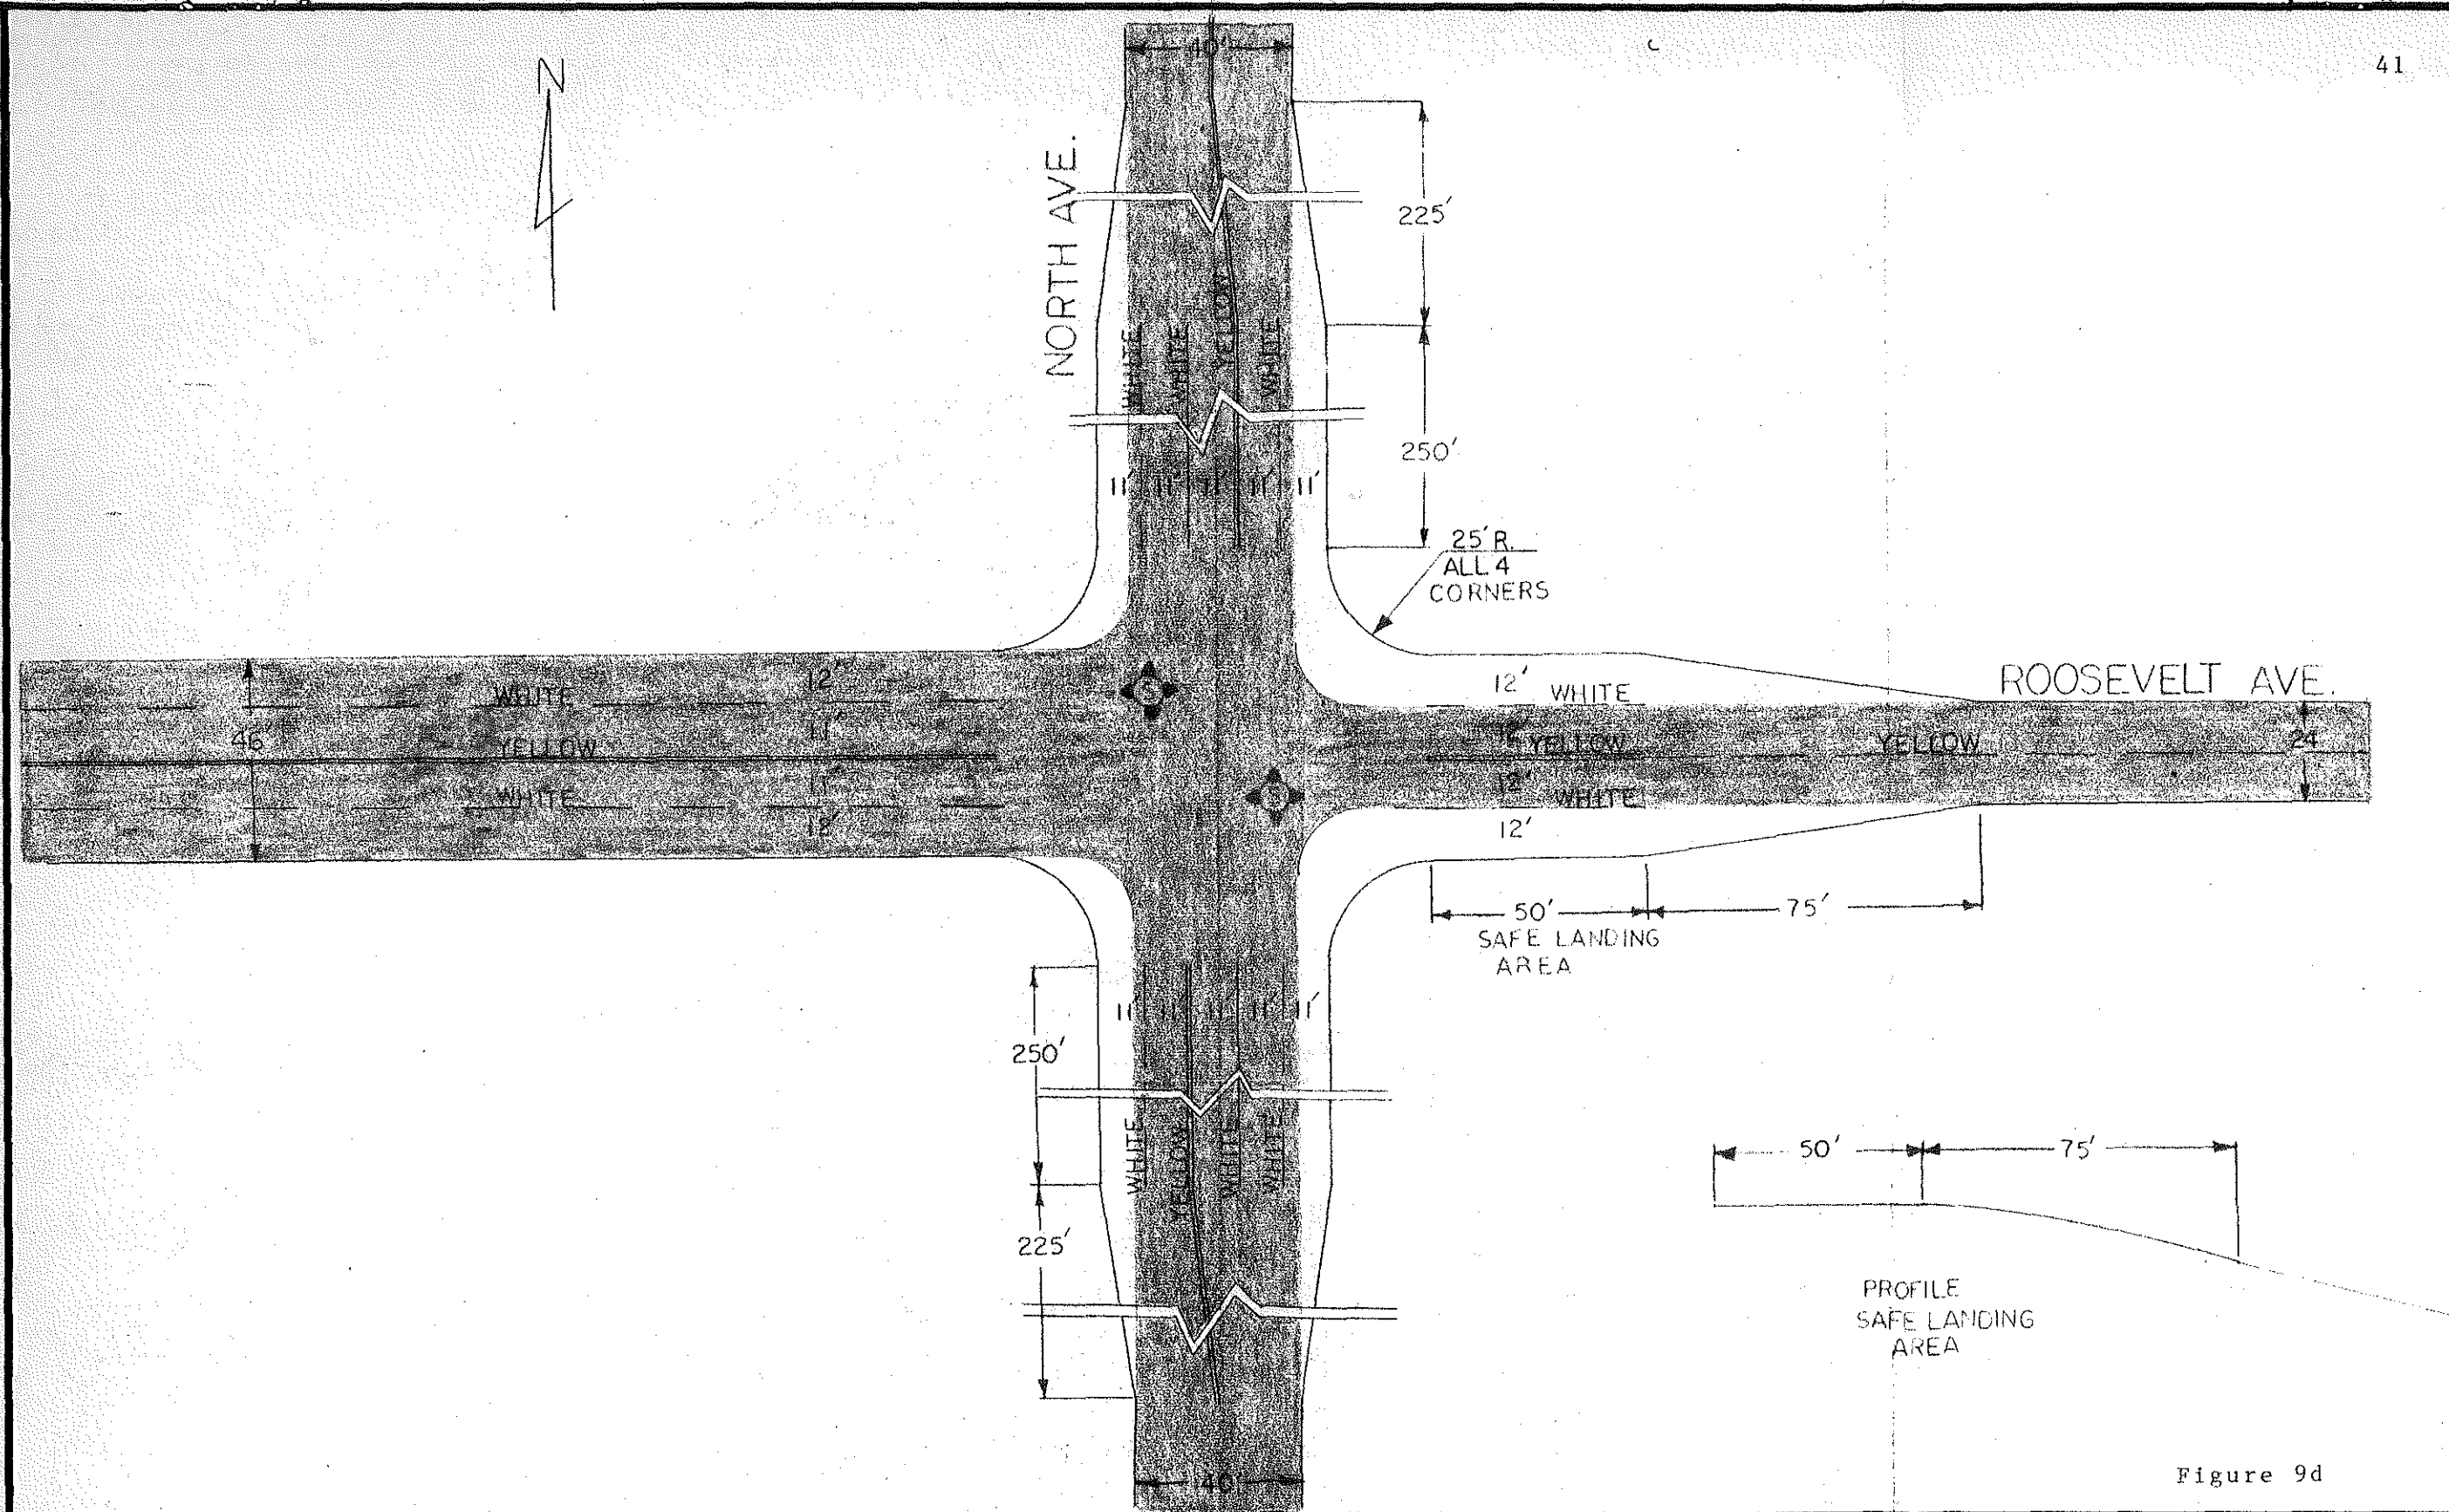 41
N
40'
NORTH AVE.
225'
WHITE
WHITE
YELLOW
WHITE
250'
11' 11' 11' 11' 11'
25' R.
ALL 4
CORNERS
ROOSEVELT AVE.
12'
WHITE
11'
46'
YELLOW
11'
WHITE
12'
S
S
12' WHITE
12' YELLOW
YELLOW
24'
12' WHITE
12'
50'
75'
SAFE LANDING
AREA
11' 11' 11' 11' 11'
250'
WHITE
YELLOW
WHITE
WHITE
225'
40'
50'
75'
PROFILE
SAFE LANDING
AREA
Figure 9d